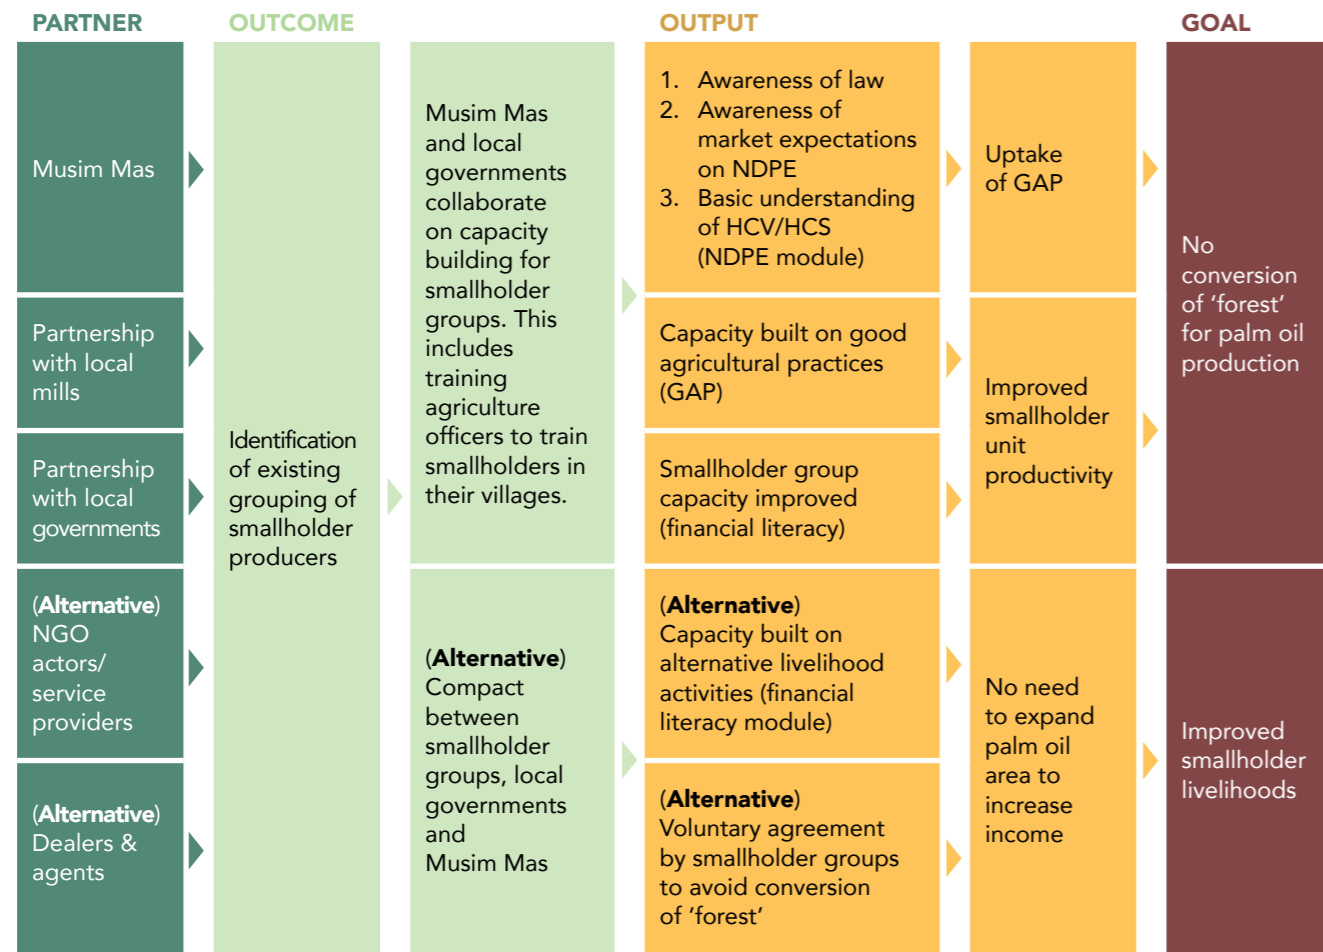 PARTNER
OUTCOME
OUTPUT
GOAL
Musim Mas
Partnership
with local
mills
Partnership
with local
governments
(Alternative)
NGO
actors/
service
providers
(Alternative)
Dealers &
agents
Identification
of existing
grouping of
smallholder
producers
Musim Mas
and local
governments
collaborate
on capacity
building for
smallholder
groups. This
includes
training
agriculture
officers to train
smallholders in
their villages.
(Alternative)
Compact
between
smallholder
groups, local
governments
and
Musim Mas
1. Awareness of law
2. Awareness of
market expectations
on NDPE
3. Basic understanding
of HCV/HCS
(NDPE module)
Capacity built on good
agricultural practices
(GAP)
Smallholder group
capacity improved
(financial literacy)
(Alternative)
Capacity built on
alternative livelihood
activities (financial
literacy module)
(Alternative)
Voluntary agreement
by smallholder groups
to avoid conversion
of ‘forest’
Uptake
of GAP
Improved
smallholder
unit
productivity
No need
to expand
palm oil
area to
increase
income
No
conversion
of ‘forest’
for palm oil
production
Improved
smallholder
livelihoods